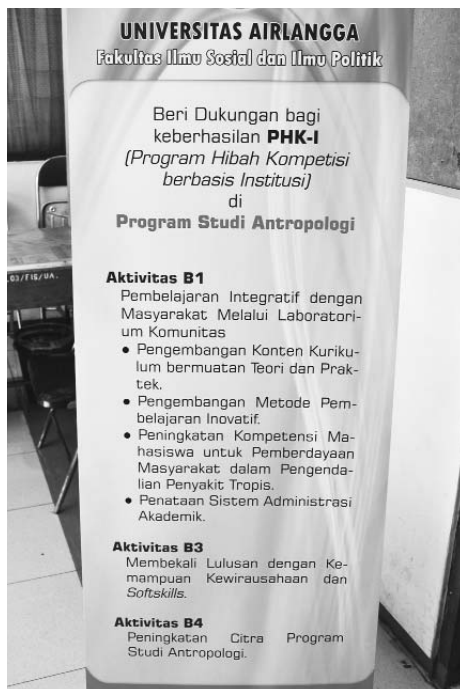 UNIVERSITAS AIRLANGGA
Fakultas Ilmu Sosial dan Ilmu Politik
Beri Dukungan bagi
keberhasilan PHK-I
(Program Hibah Kompetisi
berbasis Institusi)
di
Program Studi Antropologi
Aktivitas B1
Pembelajaran Integratif dengan
Masyarakat Melalui Laboratori-
um Komunitas
• Pengembangan Konten Kuriku-
lum bermuatan Teori dan Prak-
tek.
• Pengembangan Metode Pem-
belajaran Inovatif.
• Peningkatan Kompetensi Ma-
hasiswa untuk Pemberdayaan
Masyarakat dalam Pengenda-
lian Penyakit Tropis.
• Penataan Sistem Administrasi
Akademik.
Aktivitas B3
Membekali Lulusan dengan Ke-
mampuan Kewirausahaan dan
Softskills.
Aktivitas B4
Peningkatan Citra Program
Studi Antropologi.
.03/FIS/UA.